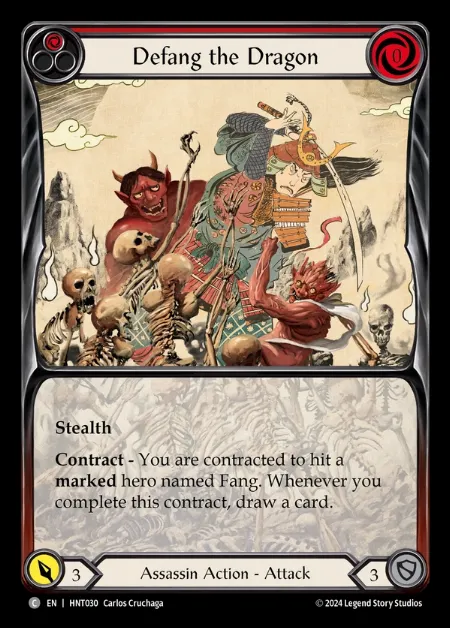 Defang the Dragon
0
Stealth
Contract - You are contracted to hit a
marked hero named Fang. Whenever you
complete this contract, draw a card.
3
Assassin Action - Attack
3
C EN | HNT030 Carlos Cruchaga
© 2024 Legend Story Studios